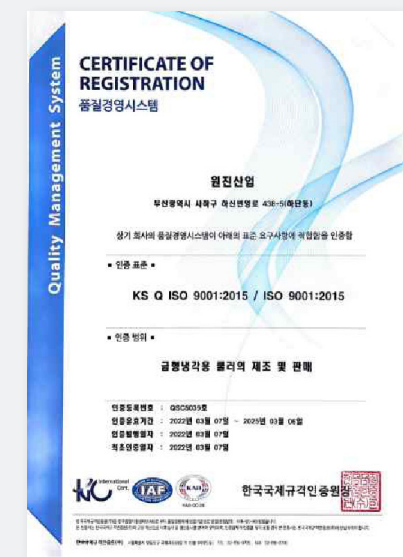 Quality Management System
CERTIFICATE OF
REGISTRATION
품질경영시스템
원진산업
부산광역시 사하구 하신번영로 438-5(하단동)
상기 회사의 품질경영시스템이 아래의 표준 요구사항에 적합함을 인증함
▪ 인증 표준 ▪
KS Q ISO 9001:2015 / ISO 9001:2015
▪ 인증 범위 ▪
금형냉각용 쿨러의 제조 및 판매
인증등록번호 : QSC5039호
인증유효기간 : 2022년 03월 07일 ~ 2025년 03월 06일
인증발행일자 : 2022년 03월 07일
최초인증일자 : 2022년 03월 07일
KIC International Cert.
IAF
KAB
한국국제규격인증원장